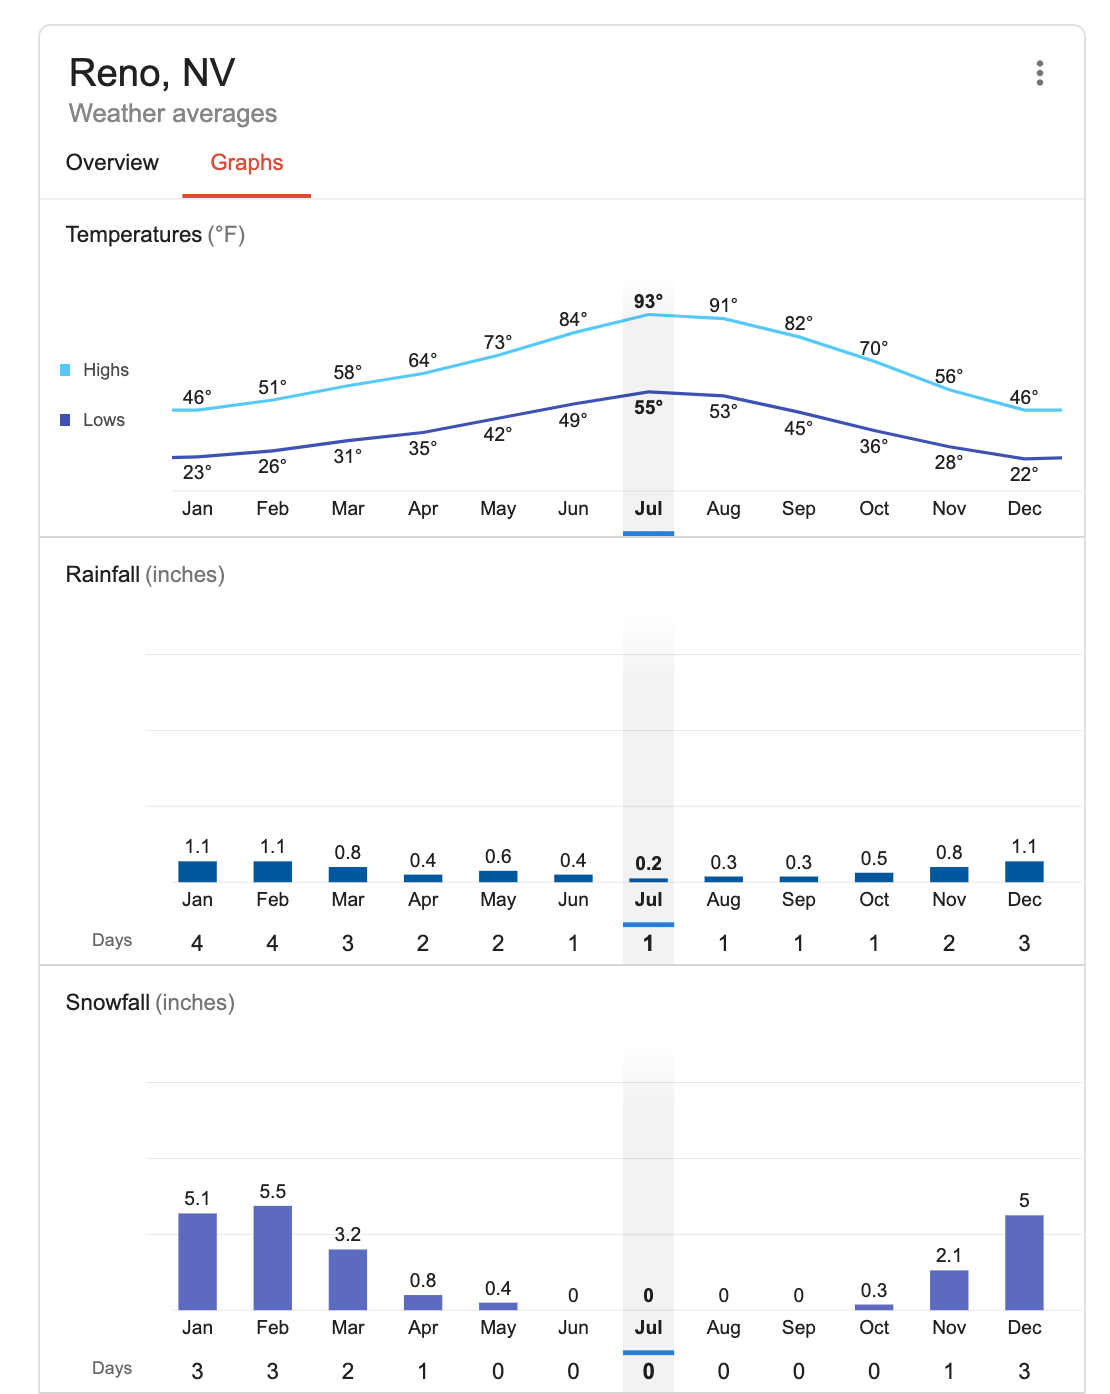 Reno, NV
Weather averages
Overview Graphs
Temperatures (°F)
93°
91°
84°
82°
73°
70°
64°
58°
56°
51°
46°
46°
Highs
Lows
55°
53°
49°
45°
42°
36°
35°
31°
28°
26°
23°
22°
Jan Feb Mar Apr May Jun Jul Aug Sep Oct Nov Dec
Rainfall (inches)
1.1 1.1 0.8 0.4 0.6 0.4 0.2 0.3 0.3 0.5 0.8 1.1
Jan Feb Mar Apr May Jun Jul Aug Sep Oct Nov Dec
Days 4 4 3 2 2 1 1 1 1 1 2 3
Snowfall (inches)
5.1 5.5 3.2 0.8 0.4 0 0 0 0 0.3 2.1 5
Jan Feb Mar Apr May Jun Jul Aug Sep Oct Nov Dec
Days 3 3 2 1 0 0 0 0 0 0 1 3